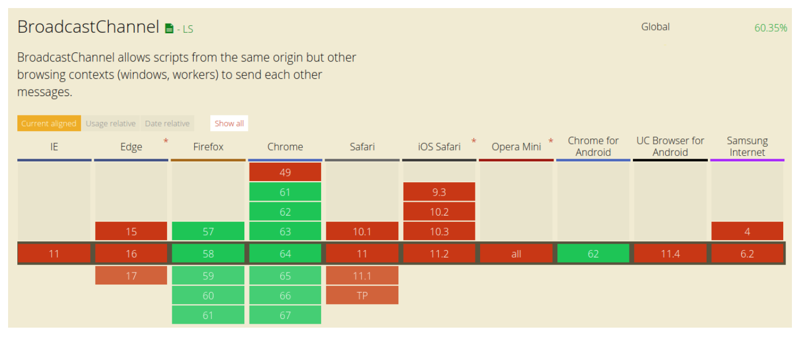 BroadcastChannel - LS
Global 60.35%
BroadcastChannel allows scripts from the same origin but other
browsing contexts (windows, workers) to send each other
messages.
Current aligned Usage relative Date relative Show all
IE Edge * Firefox Chrome Safari iOS Safari * Opera Mini * Chrome for Android UC Browser for Android Samsung Internet
49
61 9.3
62 10.2
15 57 63 10.1 10.3 4
11 16 58 64 11 11.2 all 62 11.4 6.2
17 59 65 11.1
60 66 TP
61 67